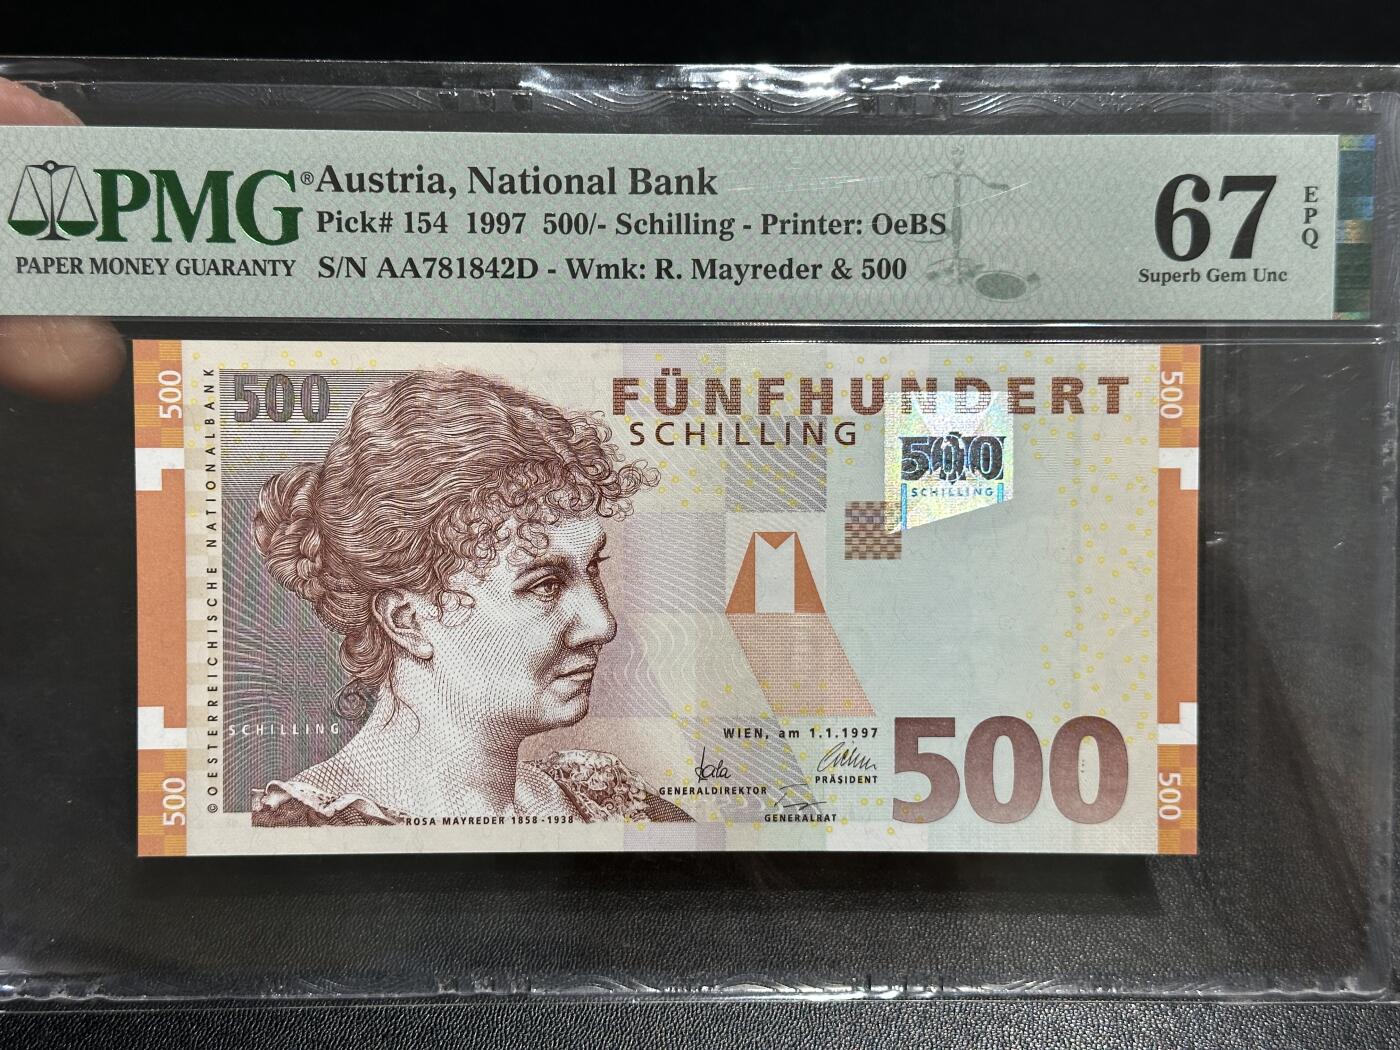 PMG®
PAPER MONEY GUARANTY
Austria, National Bank
Pick# 154 1997 500/- Schilling - Printer: OeBS
S/N AA781842D - Wmk: R. Mayreder & 500
67
EPQ
Superb Gem Unc
500
500
FÜNFHUNDERT
SCHILLING
500
SCHILLING
500
© OESTERREICHISCHE NATIONALBANK
SCHILLING
WIEN, am 1.1.1997
GENERALDIREKTOR
PRÄSIDENT
GENERALRAT
500
ROSA MAYREDER 1858 - 1938
500
500